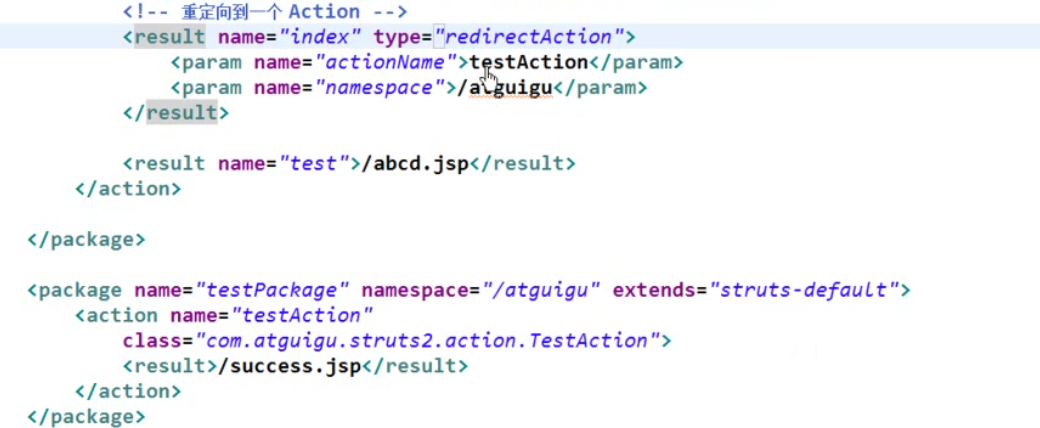 <!-- 重定向到一个 Action -->
<result name="index" type="redirectAction">
<param name="actionName">testAction</param>
<param name="namespace">/atguigu</param>
</result>
<result name="test">/abcd.jsp</result>
</action>
</package>
<package name="testPackage" namespace="/atguigu" extends="struts-default">
<action name="testAction"
class="com.atguigu.struts2.action.TestAction">
<result>/success.jsp</result>
</action>
</package>